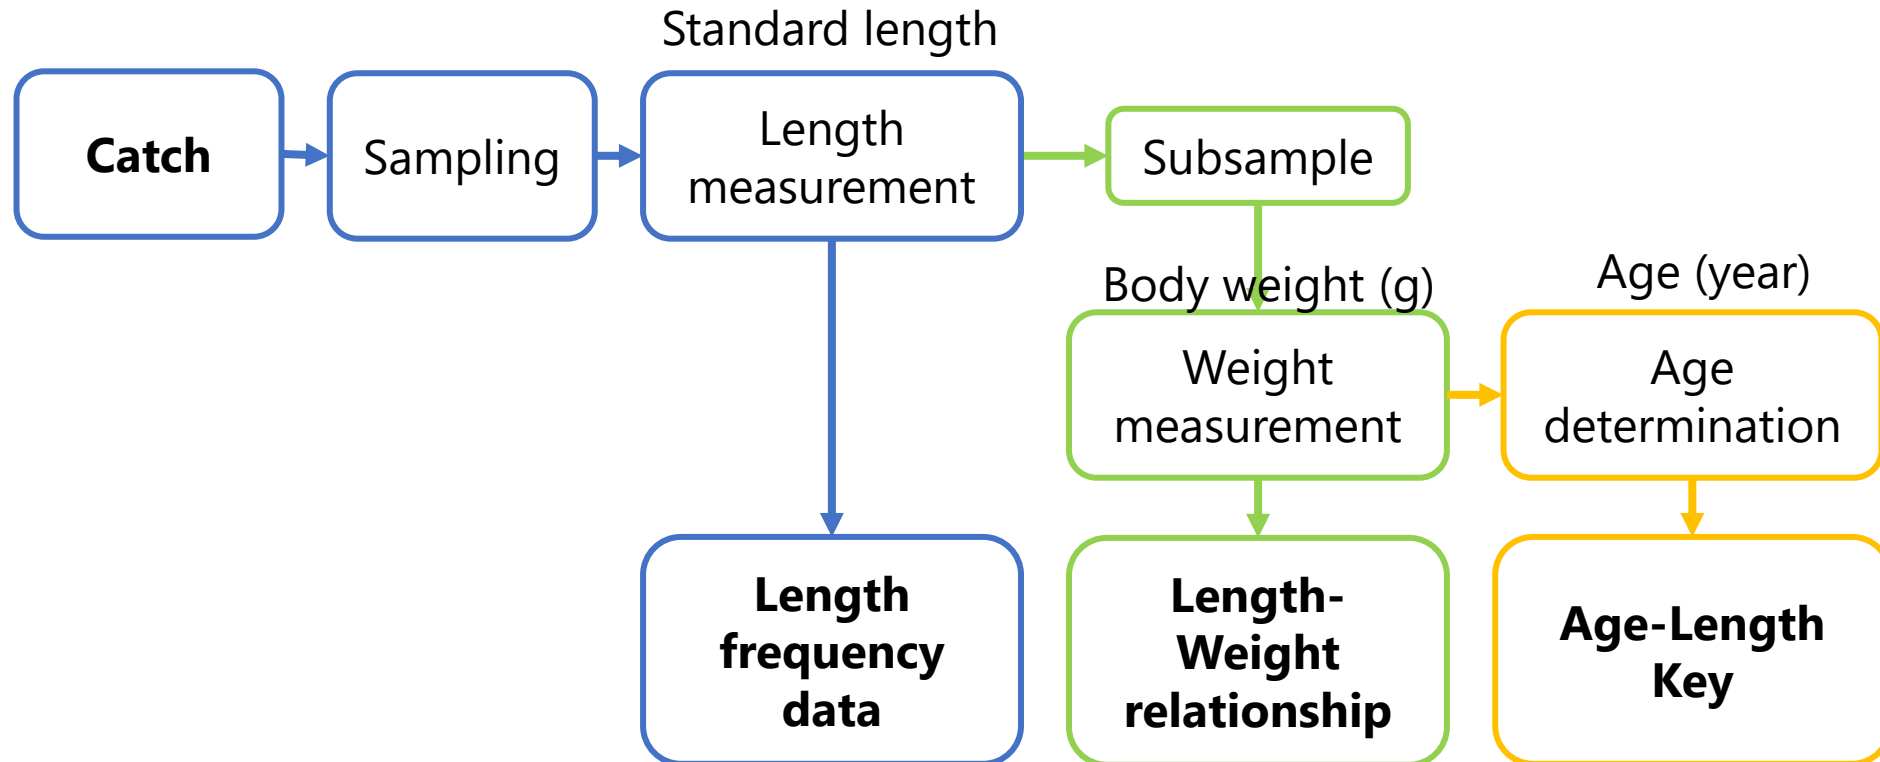 Standard length
Catch
Sampling
Length
measurement
Subsample
Body weight (g)
Age (year)
Weight
measurement
Age
determination
Length
frequency
data
Length-
Weight
relationship
Age-Length
Key